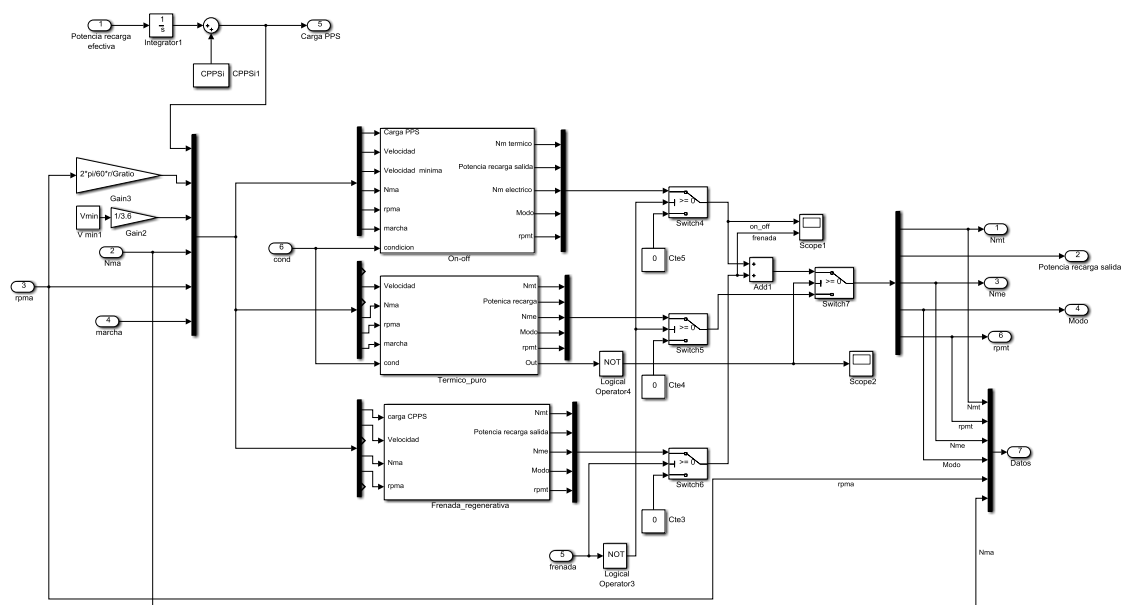 1
Potencia recarga
efectiva
1
s
Integrator1
+
+
5
Carga PPS
CPPSi
CPPSi1
2*pi/60*r/Gratio
Gain3
Vmin
V min1
1/3.6
Gain2
2
Nma
3
rpma
4
marcha
6
cond
Carga PPS
Velocidad
Velocidad minima
Nma
rpma
marcha
condicion
Nm termico
Potencia recarga salida
Nm electrico
Modo
rpmt
On-off
Velocidad
Nma
rpma
marcha
cond
Nmt
Potenica recarga
Nme
Modo
rpmt
Out
Termico_puro
carga CPPS
Velocidad
Nma
rpma
Nmt
Potencia recarga salida
Nme
Modo
rpmt
Frenada_regenerativa
>= 0
Switch4
0
Cte5
>= 0
Switch5
0
Cte4
NOT
Logical
Operator4
>= 0
Switch6
0
Cte3
5
frenada
NOT
Logical
Operator3
on_off
frenada
Scope1
+
+
Add1
>= 0
Switch7
Scope2
1
Nmt
2
Potencia recarga salida
3
Nme
4
Modo
6
rpmt
Nmt
rpmt
Nme
Modo
rpma
Nma
7
Datos